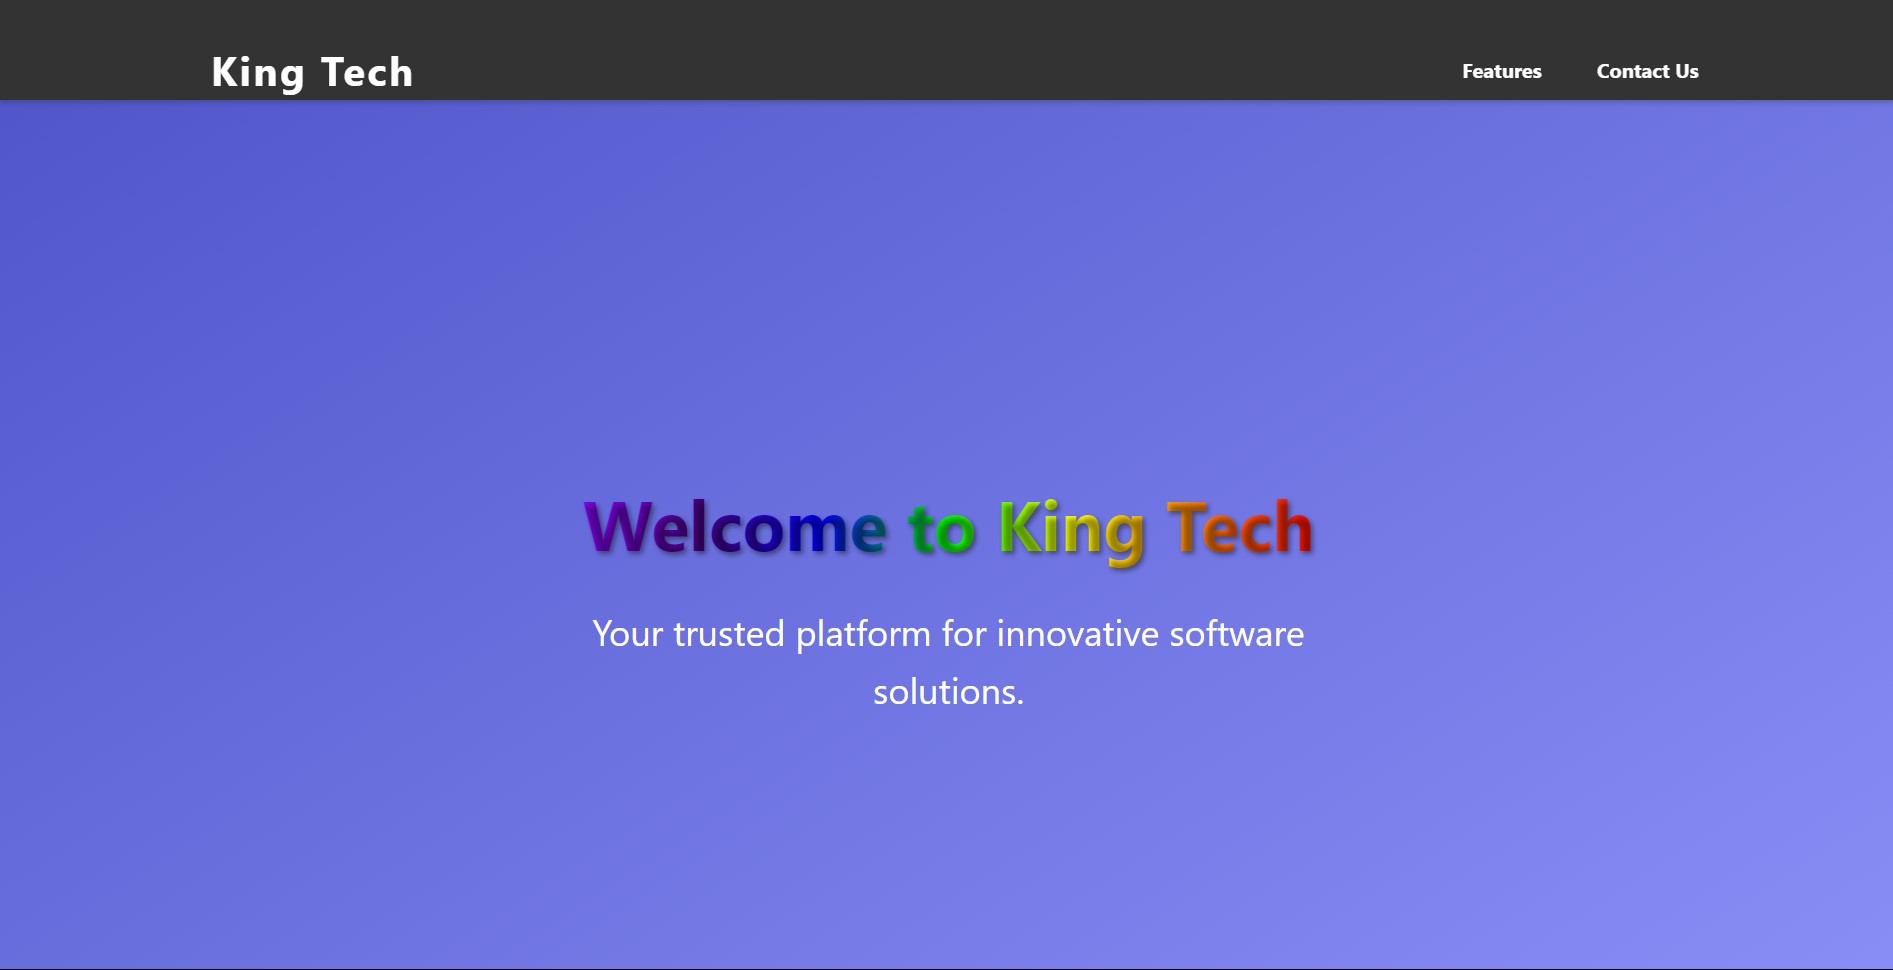 King Tech
Features
Contact Us
Welcome to King Tech
Your trusted platform for innovative software
solutions.